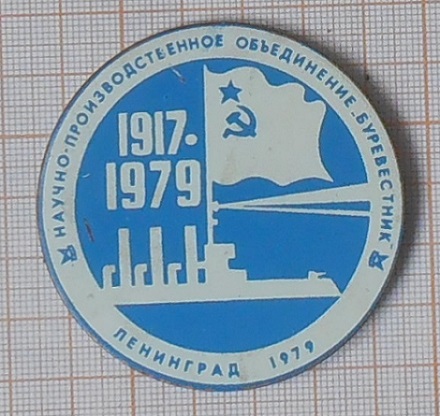 НАУЧНО-ПРОИЗВОДСТВЕННОЕ ОБЪЕДИНЕНИЕ „БУРЕВЕСТНИК"
1917-
1979
ЛЕНИНГРАД 1979